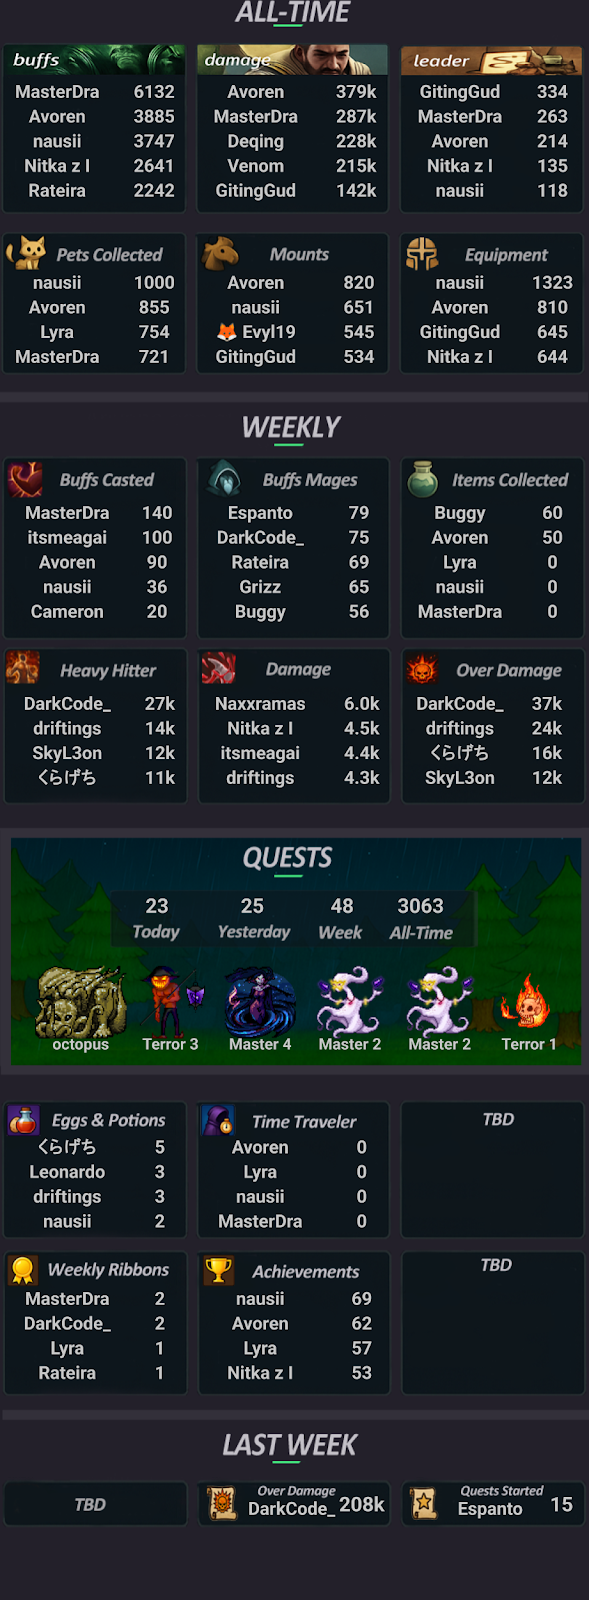 ALL-TIME
buffs
MasterDra 6132
Avoren 3885
nausii 3747
Nitka z l 2641
Rateira 2242
damage
Avoren 379k
MasterDra 287k
Deqing 228k
Venom 215k
GitingGud 142k
leader
GitingGud 334
MasterDra 263
Avoren 214
Nitka z l 135
nausii 118
Pets Collected
nausii 1000
Avoren 855
Lyra 754
MasterDra 721
Mounts
Avoren 820
nausii 651
🦊 Evyl19 545
GitingGud 534
Equipment
nausii 1323
Avoren 810
GitingGud 645
Nitka z l 644
WEEKLY
Buffs Casted
MasterDra 140
itsmeagai 100
Avoren 90
nausii 36
Cameron 20
Buffs Mages
Espanto 79
DarkCode_ 75
Rateira 69
Grizz 65
Buggy 56
Items Collected
Buggy 60
Avoren 50
Lyra 0
nausii 0
MasterDra 0
Heavy Hitter
DarkCode_ 27k
driftings 14k
SkyL3on 12k
くらげち 11k
Damage
Naxxramas 6.0k
Nitka z l 4.5k
itsmeagai 4.4k
driftings 4.3k
Over Damage
DarkCode_ 37k
driftings 24k
くらげち 16k
SkyL3on 12k
QUESTS
23 25 48 3063
Today Yesterday Week All-Time
octopus Terror 3 Master 4 Master 2 Master 2 Terror 1
Eggs & Potions
くらげち 5
Leonardo 3
driftings 3
nausii 2
Time Traveler
Avoren 0
Lyra 0
nausii 0
MasterDra 0
TBD
Weekly Ribbons
MasterDra 2
DarkCode_ 2
Lyra 1
Rateira 1
Achievements
nausii 69
Avoren 62
Lyra 57
Nitka z l 53
TBD
LAST WEEK
TBD
Over Damage
DarkCode_ 208k
Quests Started
Espanto 15